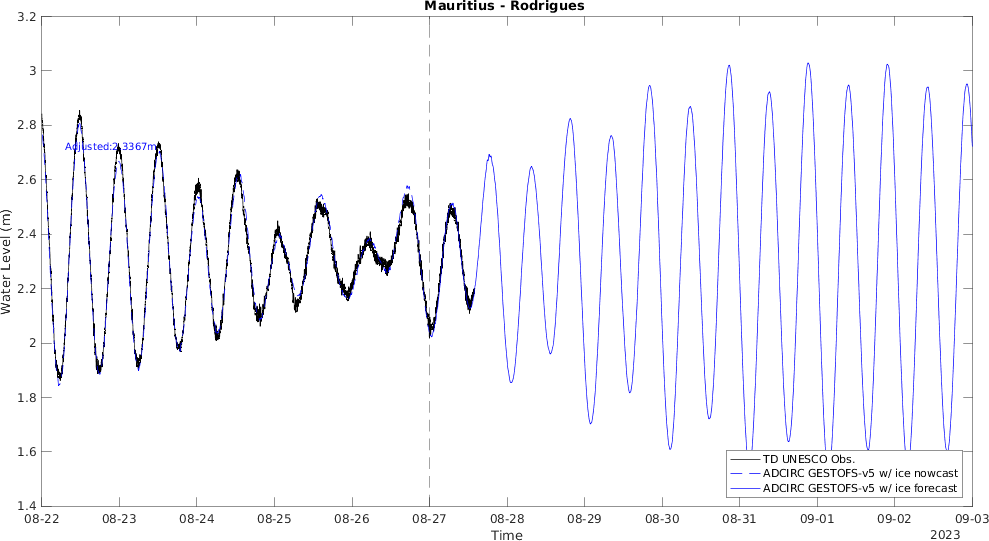 Mauritius - Rodrigues
3.2
3
2.8
2.6
2.4
2.2
2
1.8
1.6
1.4
Water Level (m)
Adjusted:2.3367m
TD UNESCO Obs.
ADCIRC GESTOFS-v5 w/ ice nowcast
ADCIRC GESTOFS-v5 w/ ice forecast
08-22 08-23 08-24 08-25 08-26 08-27 08-28 08-29 08-30 08-31 09-01 09-02 09-03
Time
2023